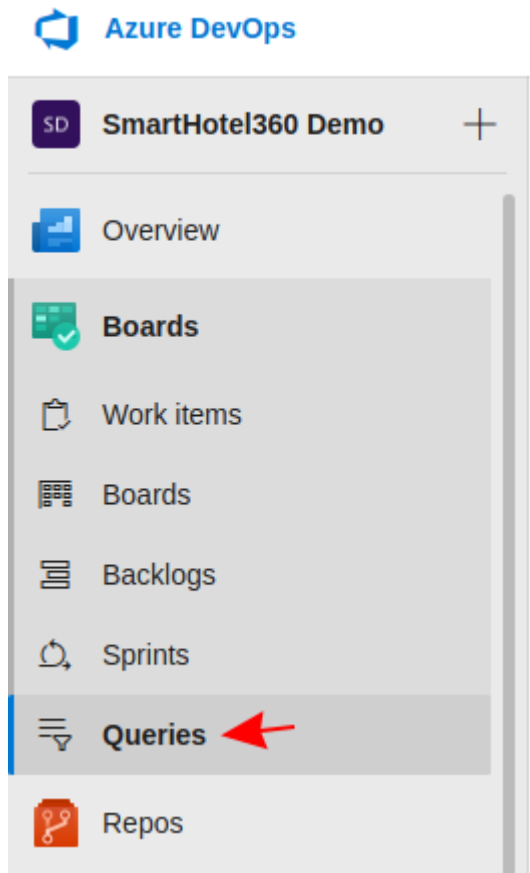 Azure DevOps
SD SmartHotel360 Demo
Overview
Boards
Work items
Boards
Backlogs
Sprints
Queries
Repos